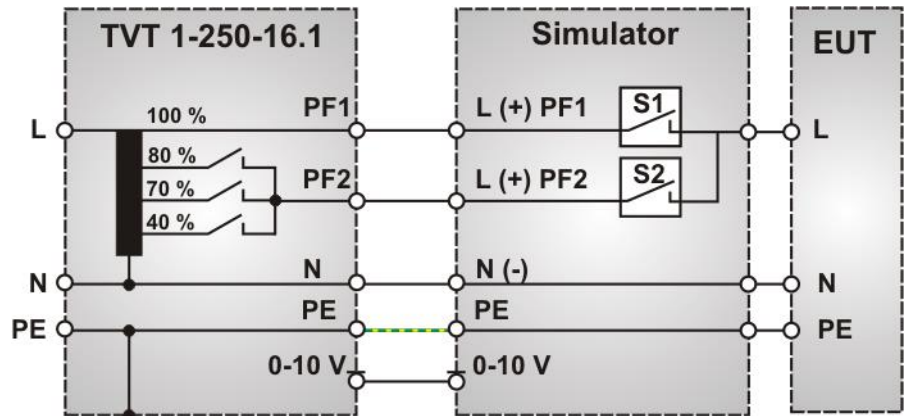 TVT 1-250-16.1
Simulator
EUT
L
100 %
PF1
L (+) PF1
S1
L
80 %
70 %
40 %
PF2
L (+) PF2
S2
N
N
N (-)
N
PE
PE
PE
PE
0-10 V
0-10 V